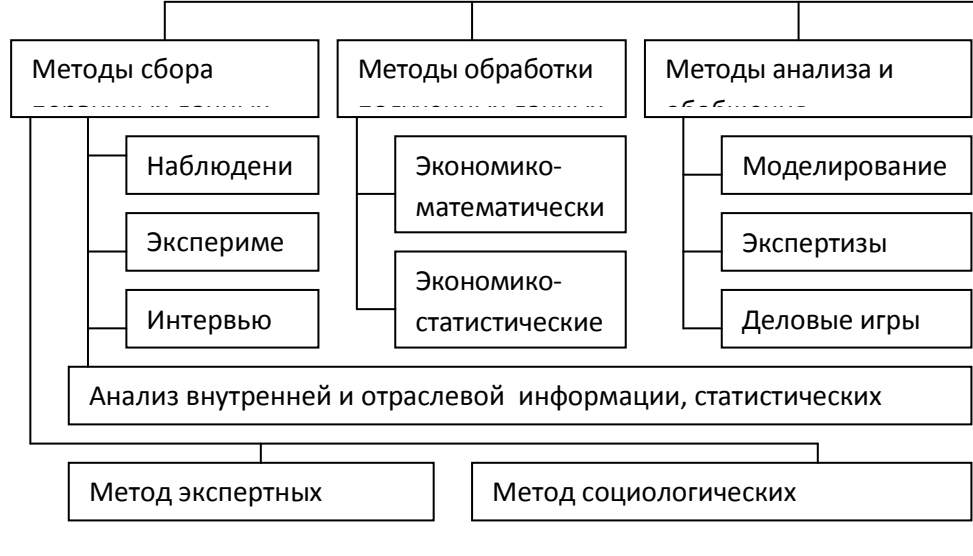 Методы сбора
Методы обработки
Методы анализа и
Наблюдени
Экономико-
математически
Моделирование
Экспериме
Экспертизы
Экономико-
статистические
Интервью
Деловые игры
Анализ внутренней и отраслевой информации, статистических
Метод экспертных
Метод социологических